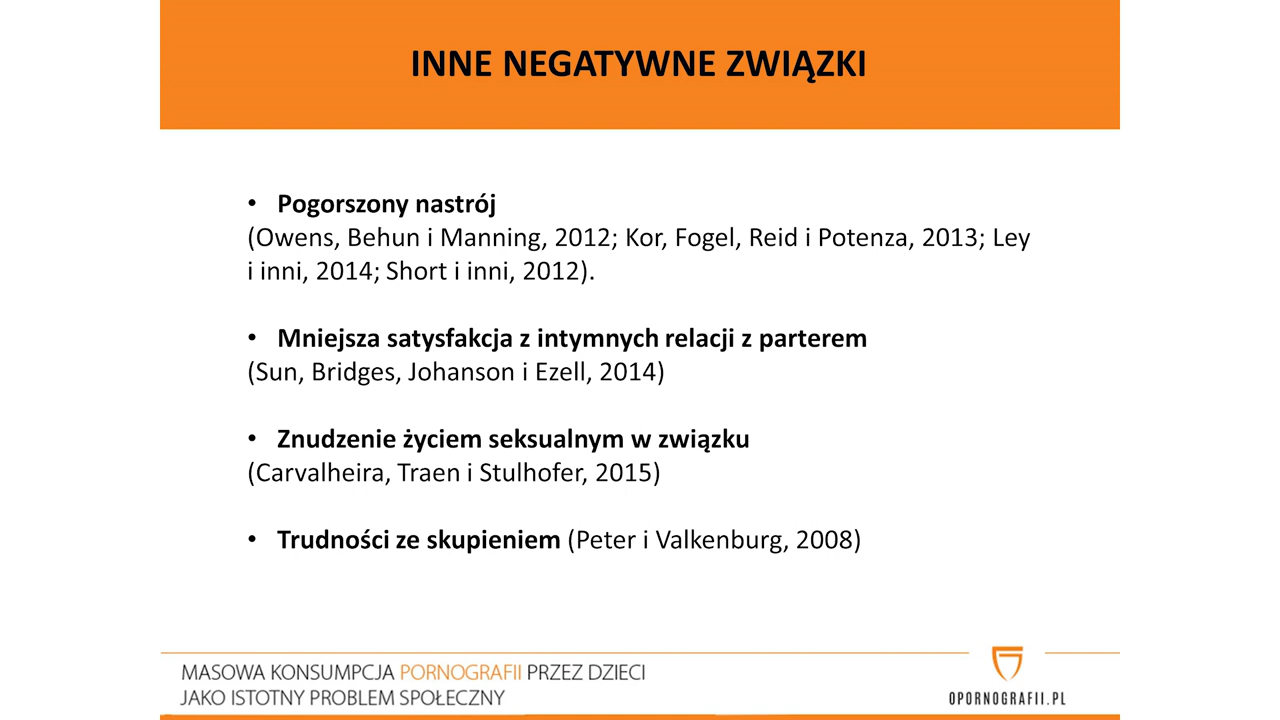 INNE NEGATYWNE ZWIĄZKI
• Pogorszony nastrój
(Owens, Behun i Manning, 2012; Kor, Fogel, Reid i Potenza, 2013; Ley
i inni, 2014; Short i inni, 2012).
• Mniejsza satysfakcja z intymnych relacji z parterem
(Sun, Bridges, Johanson i Ezell, 2014)
• Znudzenie życiem seksualnym w związku
(Carvalheira, Traen i Stulhofer, 2015)
• Trudności ze skupieniem (Peter i Valkenburg, 2008)
MASOWA KONSUMPCJA PORNOGRAFII PRZEZ DZIECI
JAKO ISTOTNY PROBLEM SPOŁECZNY
OPORNOGRAFII.PL